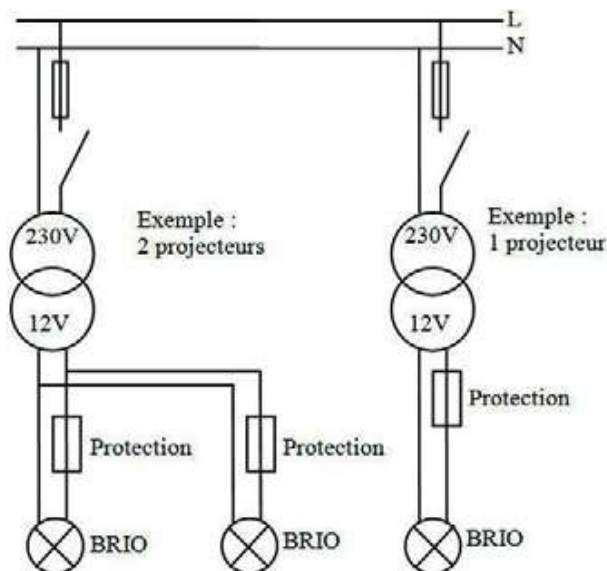 L
N
230V
Exemple :
2 projecteurs
230V
Exemple :
1 projecteur
12V
12V
Protection
Protection
Protection
BRIO
BRIO
BRIO